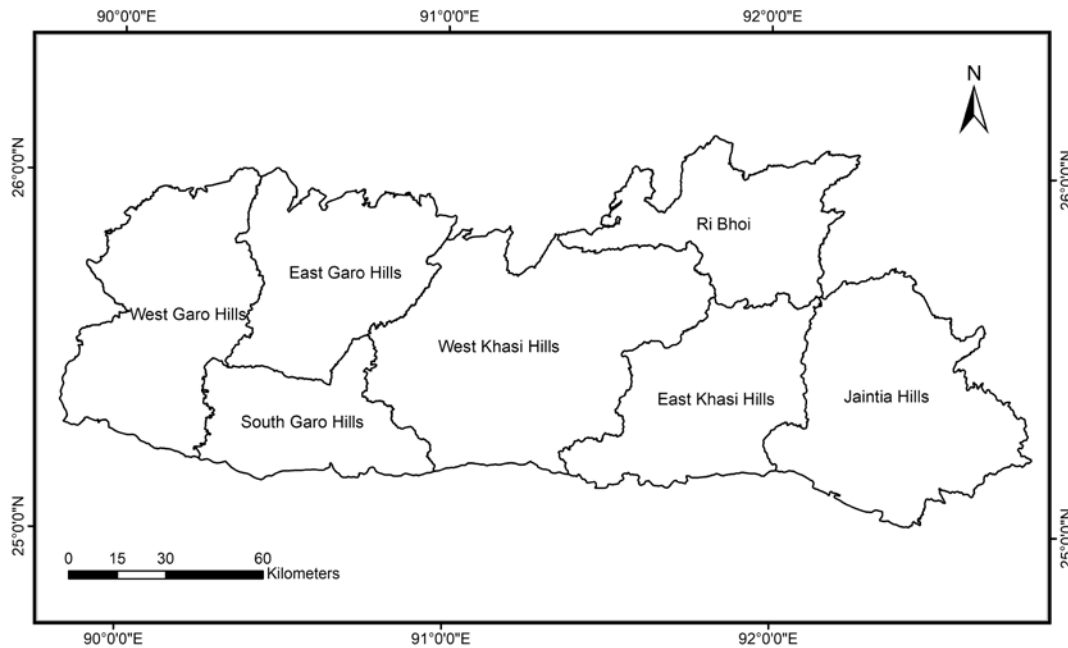 90°0'0"E 91°0'0"E 92°0'0"E
N
26°0'0"N 26°0'0"N
Ri Bhoi
East Garo Hills
West Garo Hills
West Khasi Hills
East Khasi Hills
Jaintia Hills
South Garo Hills
25°0'0"N 25°0'0"N
0 15 30 60
Kilometers
90°0'0"E 91°0'0"E 92°0'0"E